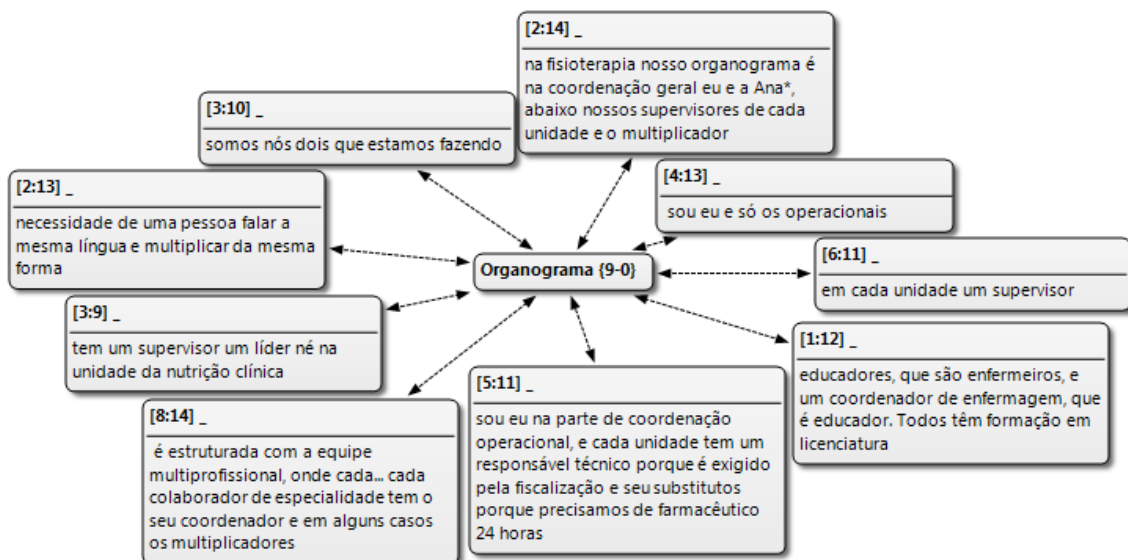 [2:14] _
na fisioterapia nosso organograma é
na coordenação geral eu e a Ana*,
abaixo nossos supervisores de cada
unidade e o multiplicador
[3:10] _
somos nós dois que estamos fazendo
[4:13] _
sou eu e só os operacionais
[2:13] _
necessidade de uma pessoa falar a
mesma língua e multiplicar da mesma
forma
Organograma {9-0}
[6:11] _
em cada unidade um supervisor
[3:9] _
tem um supervisor um líder né na
unidade da nutrição clínica
[1:12] _
educadores, que são enfermeiros, e
um coordenador de enfermagem, que
é educador. Todos têm formação em
licenciatura
[5:11] _
sou eu na parte de coordenação
operacional, e cada unidade tem um
responsável técnico porque é exigido
pela fiscalização e seu substitutos
porque precisamos de farmacêutico
24 horas
[8:14] _
é estruturada com a equipe
multiprofissional, onde cada... cada
colaborador de especialidade tem o
seu coordenador e em alguns casos
os multiplicadores